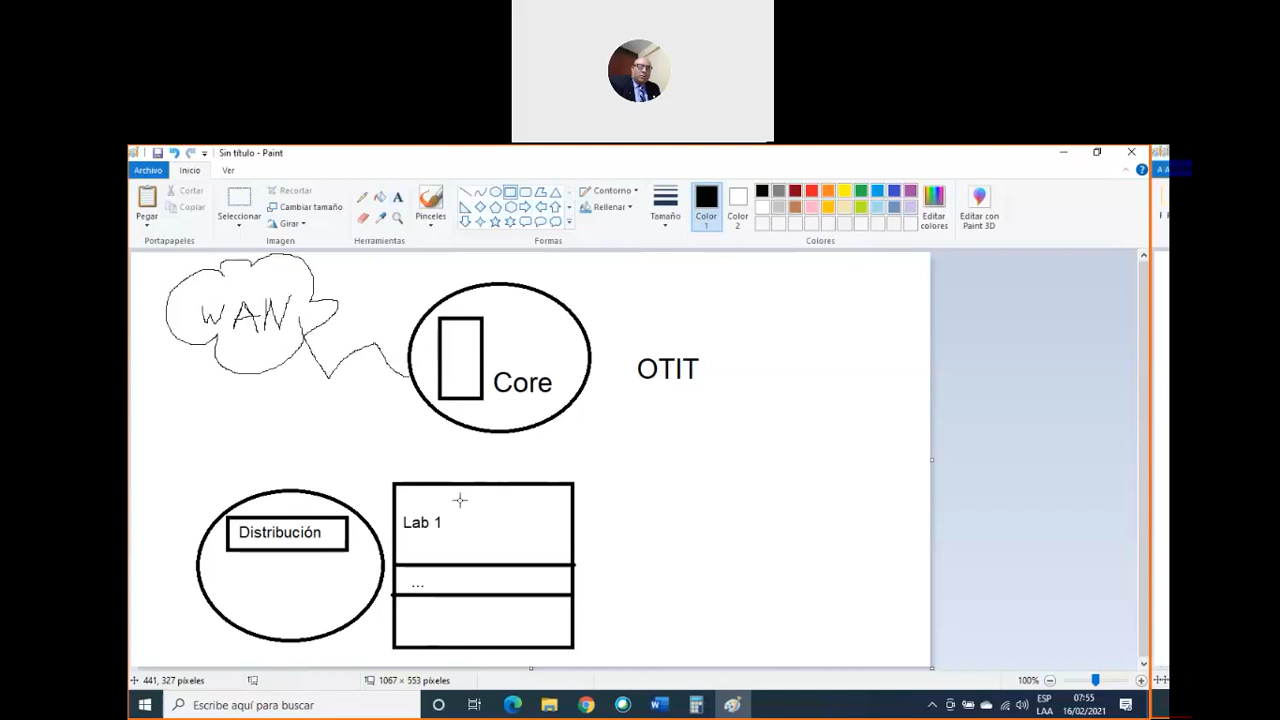 Sin título - Paint
Archivo
Inicio
Ver
Pegar
Cortar
Copiar
Portapapeles
Seleccionar
Recortar
Cambiar tamaño
Girar
Imagen
A
Herramientas
Pinceles
Contorno
Rellenar
Formas
Tamaño
Color
1
Color
2
Editar
colores
Colores
Editar con
Paint 3D
WAN
Core
OTIT
Distribución
Lab 1
...
441, 327 píxeles
1067 × 553 píxeles
100%
Escribe aquí para buscar
ESP
LAA
07:55
16/02/2021